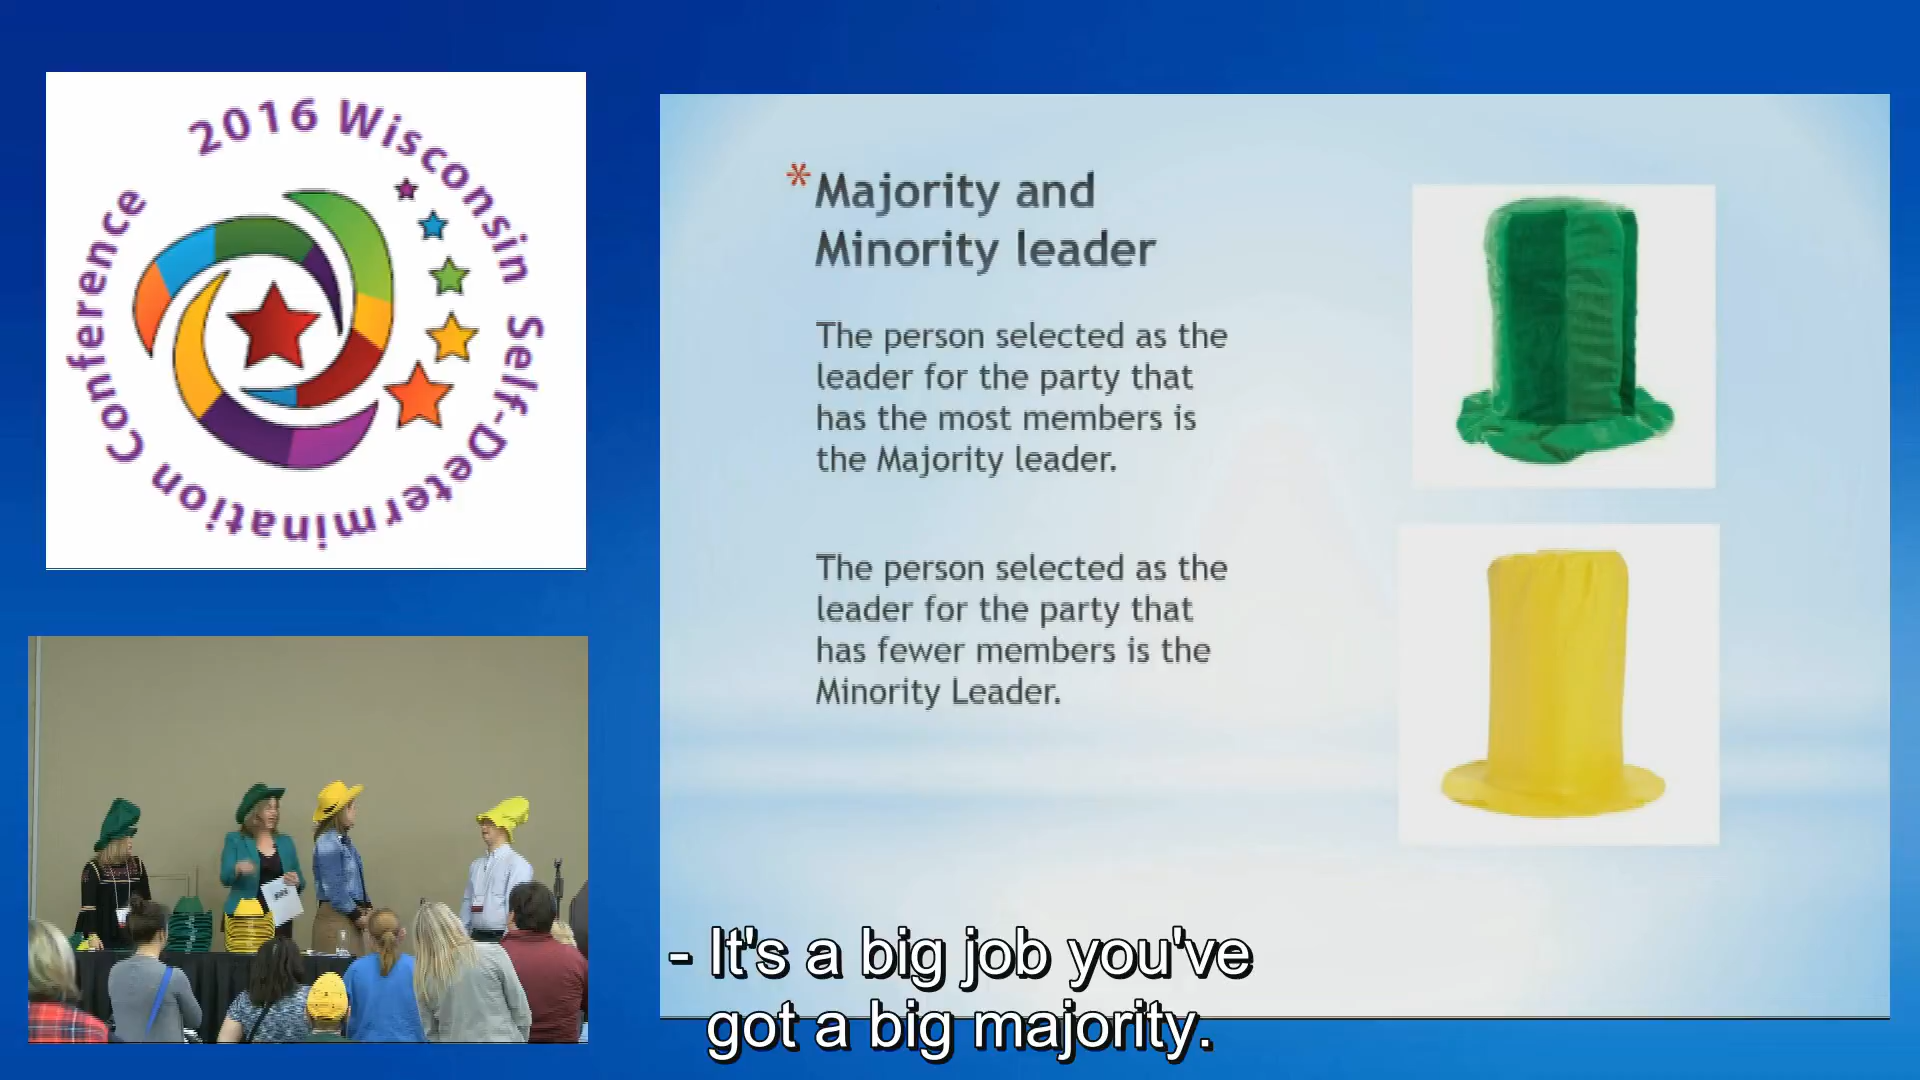 2016 Wisconsin Self-Determination Conference
*Majority and
Minority leader
The person selected as the
leader for the party that
has the most members is
the Majority leader.
The person selected as the
leader for the party that
has fewer members is the
Minority Leader.
- It's a big job you've
got a big majority.